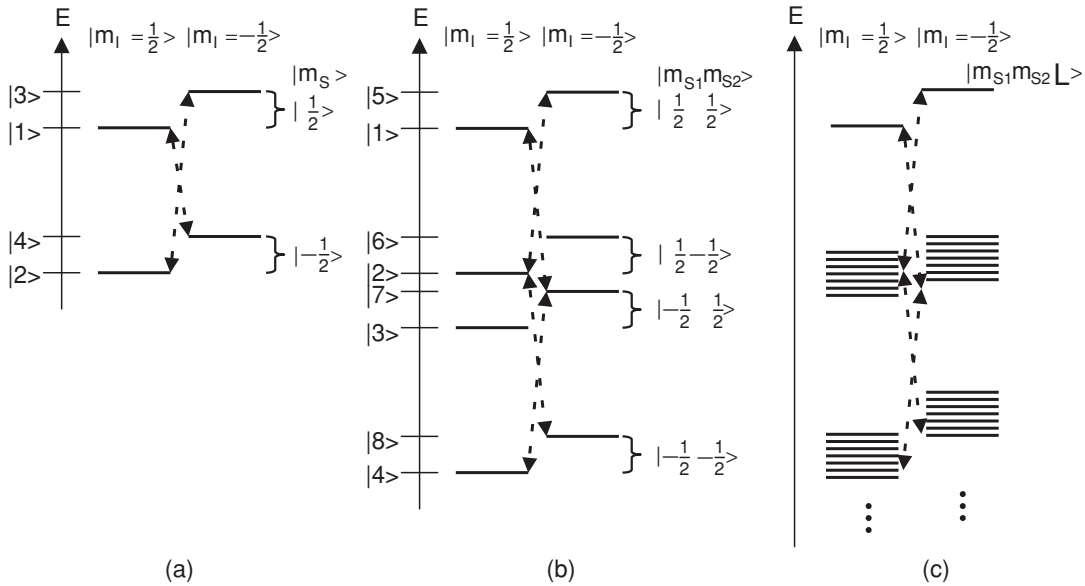 E
|m_I = 1/2> |m_I = −1/2>
|m_S>
|3>
|1>
| 1/2>
|4>
|2>
|−1/2>
(a)
E
|m_I = 1/2> |m_I = −1/2>
|m_S1 m_S2>
|5>
|1>
| 1/2 1/2>
|6>
|2>
| 1/2 −1/2>
|7>
|3>
|−1/2 1/2>
|8>
|4>
|−1/2 −1/2>
(b)
E
|m_I = 1/2> |m_I = −1/2>
|m_S1 m_S2 L>
(c)